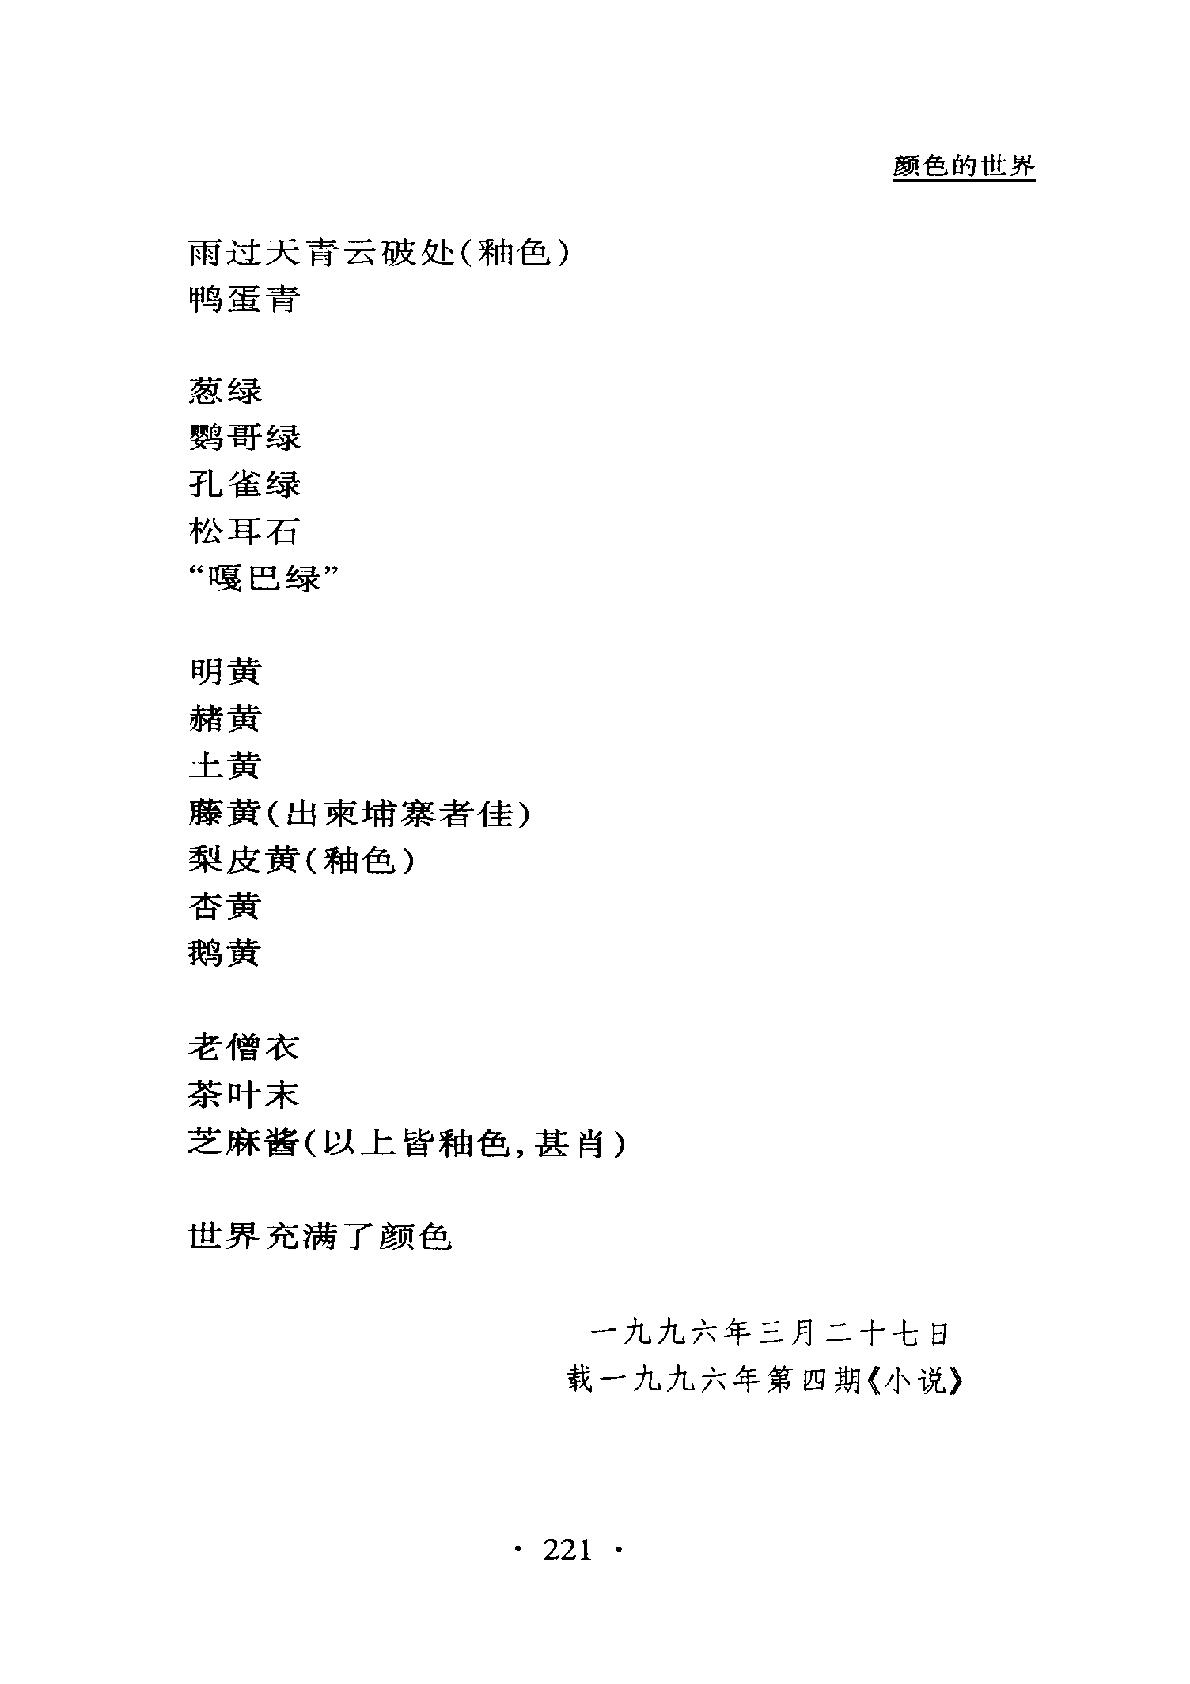 颜色的世界
雨过天青云破处(釉色)
鸭蛋青
葱绿
鹦哥绿
孔雀绿
松耳石
“嘎巴绿”
明黄
赭黄
土黄
藤黄(出柬埔寨者佳)
梨皮黄(釉色)
杏黄
鹅黄
老僧衣
茶叶末
芝麻酱(以上皆釉色,甚肖)
世界充满了颜色
一九九六年三月二十七日
载一九九六年第四期《小说》
· 221 ·